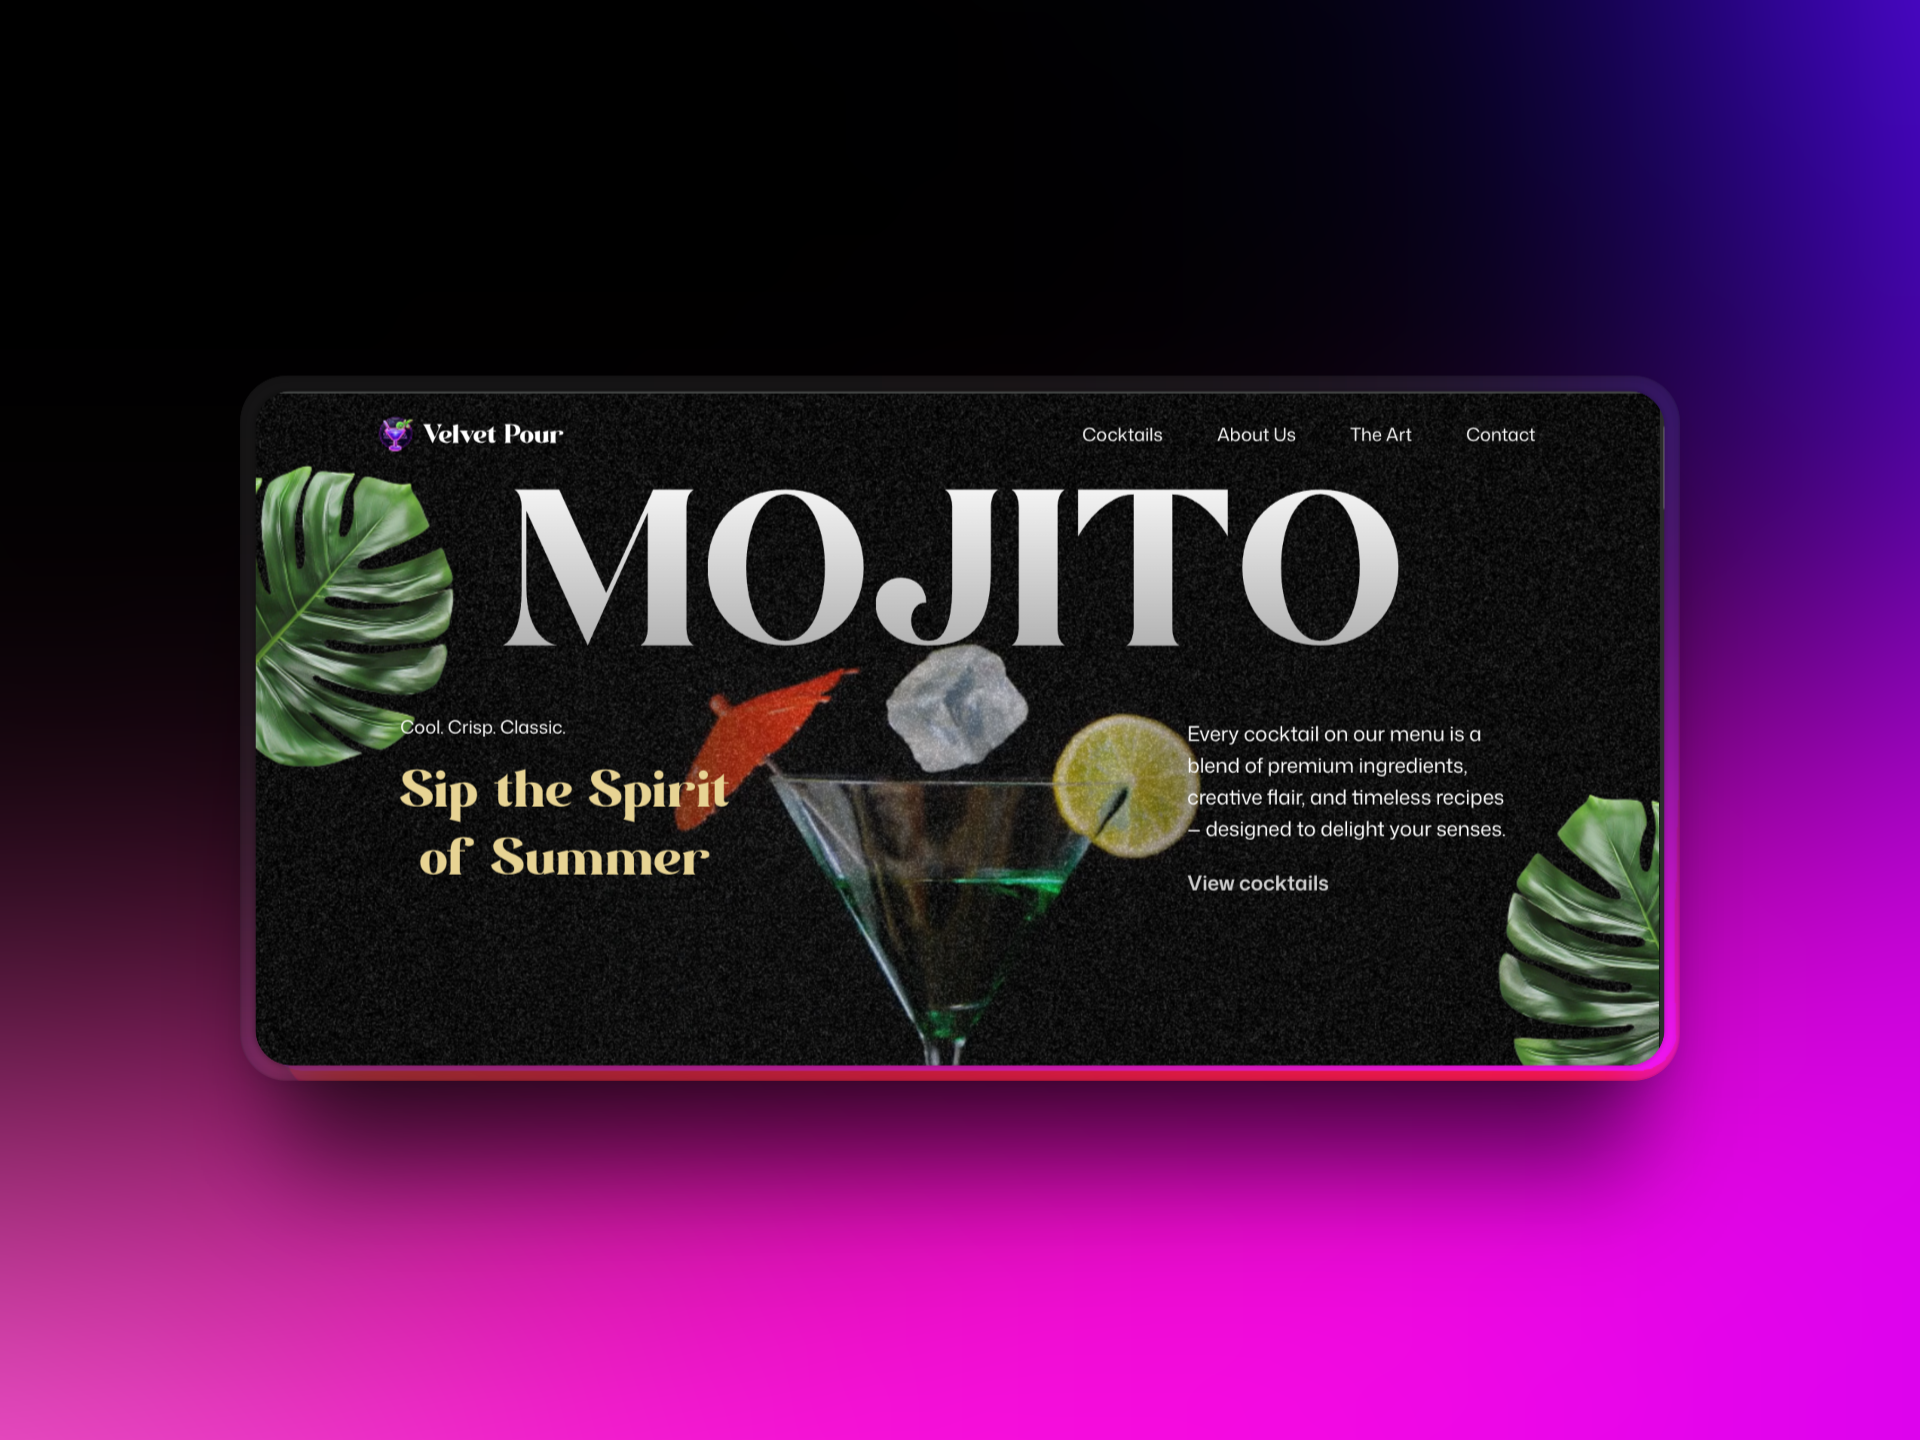 Velvet Pour
Cocktails About Us The Art Contact
MOJITO
Cool. Crisp. Classic.
Sip the Spirit
of Summer
Every cocktail on our menu is a
blend of premium ingredients,
creative flair, and timeless recipes
– designed to delight your senses.
View cocktails